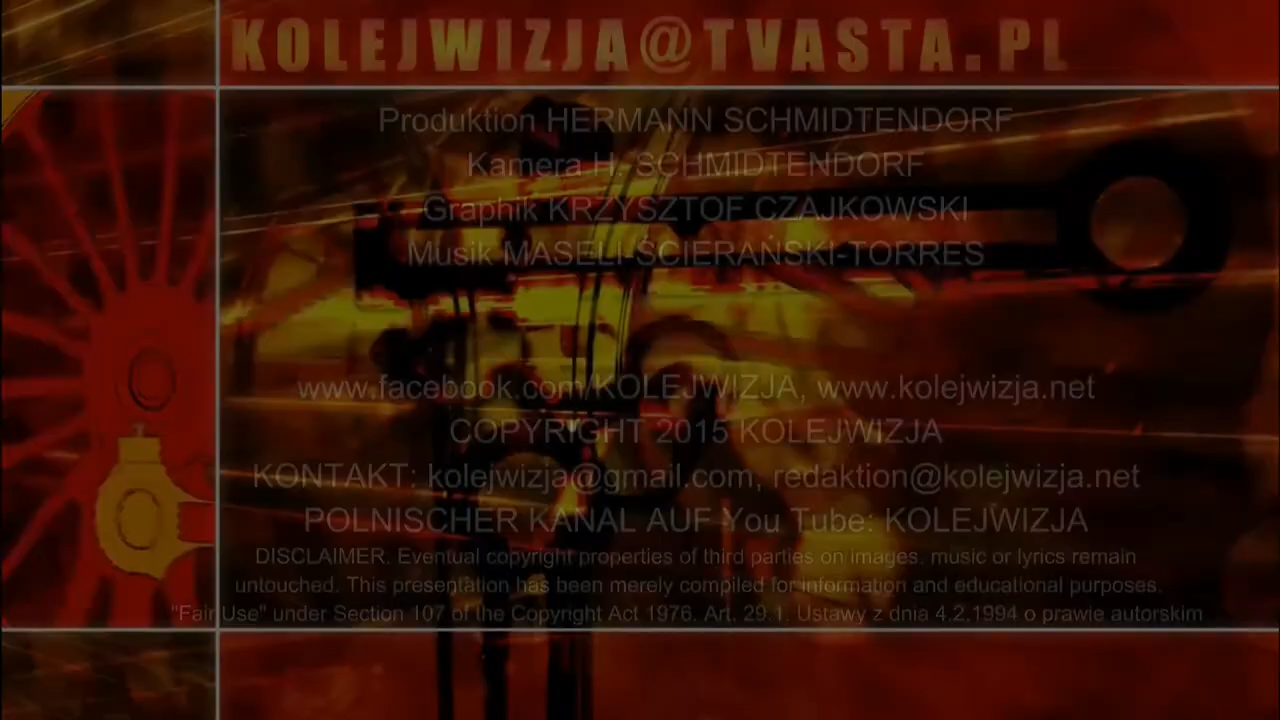 KOLEJWIZJA@TVASTA.PL
Produktion HERMANN SCHMIDTENDORF
Kamera H. SCHMIDTENDORF
Graphik KRZYSZTOF CZAJKOWSKI
Musik MASELI-ŚCIERAŃSKI-TORRES
www.facebook.com/KOLEJWIZJA, www.kolejwizja.net
COPYRIGHT 2015 KOLEJWIZJA
KONTAKT: kolejwizja@gmail.com, redaktion@kolejwizja.net
POLNISCHER KANAL AUF You Tube: KOLEJWIZJA
DISCLAIMER. Eventual copyright properties of third parties on images. music or lyrics remain
untouched. This presentation has been merely compiled for information and educational purposes.
"Fair Use" under Section 107 of the Copyright Act 1976. Art. 29.1. Ustawy z dnia 4.2.1994 o prawie autorskim